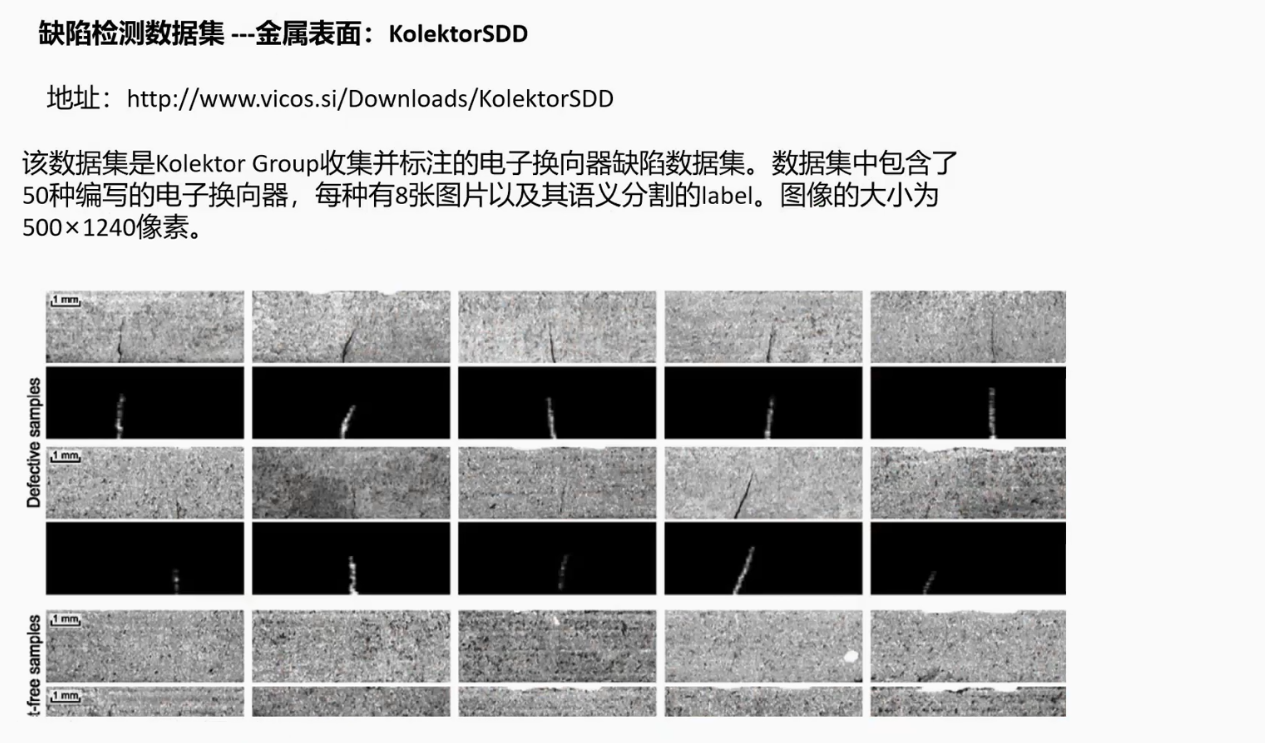 缺陷检测数据集 ---金属表面：KolektorSDD
地址：http://www.vicos.si/Downloads/KolektorSDD
该数据集是Kolektor Group收集并标注的电子换向器缺陷数据集。数据集中包含了
50种编写的电子换向器，每种有8张图片以及其语义分割的label。图像的大小为
500×1240像素。
1 mm
Defective samples
1 mm
1 mm
t-free samples
1 mm